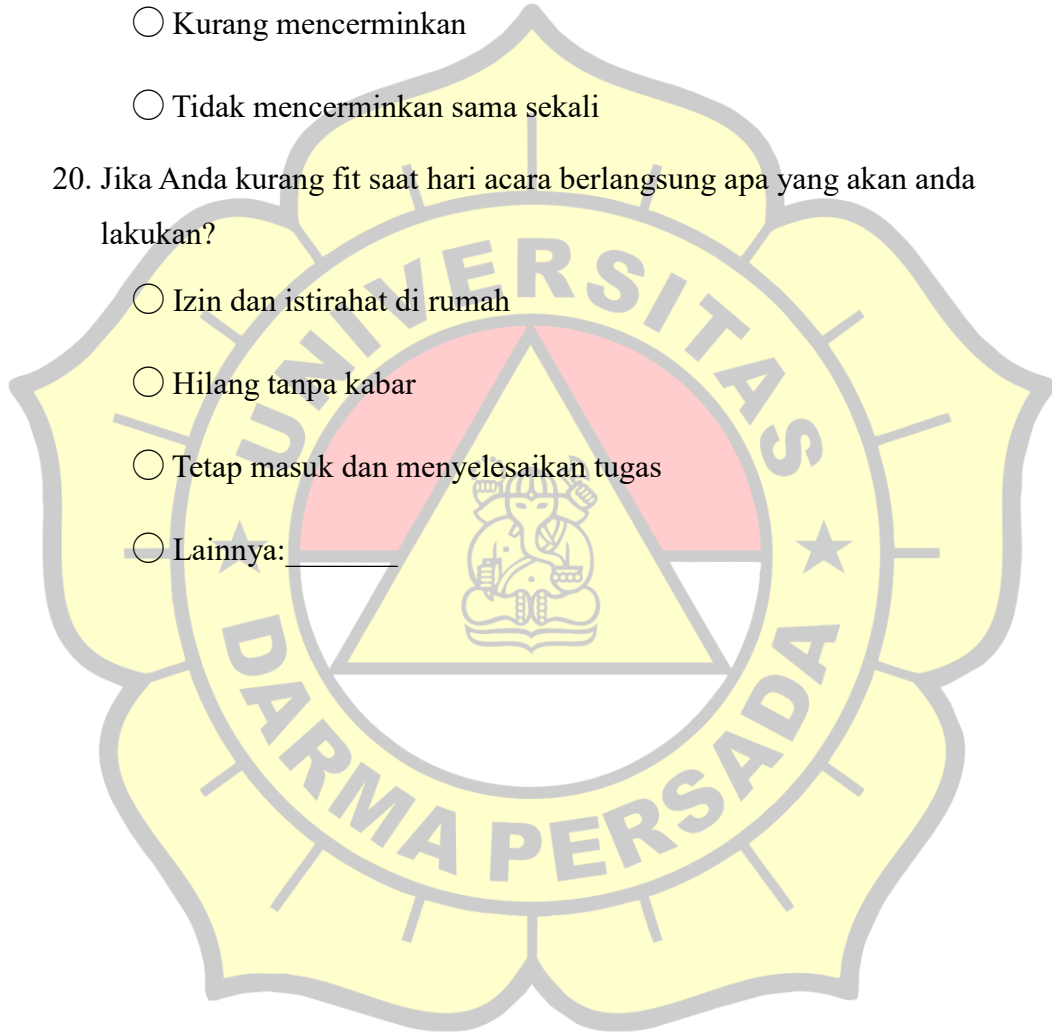 ◯ Kurang mencerminkan
◯ Tidak mencerminkan sama sekali
20. Jika Anda kurang fit saat hari acara berlangsung apa yang akan anda
lakukan?
◯ Izin dan istirahat di rumah
◯ Hilang tanpa kabar
◯ Tetap masuk dan menyelesaikan tugas
◯ Lainnya:_______
UNIVERSITAS
DARMA PERSADA